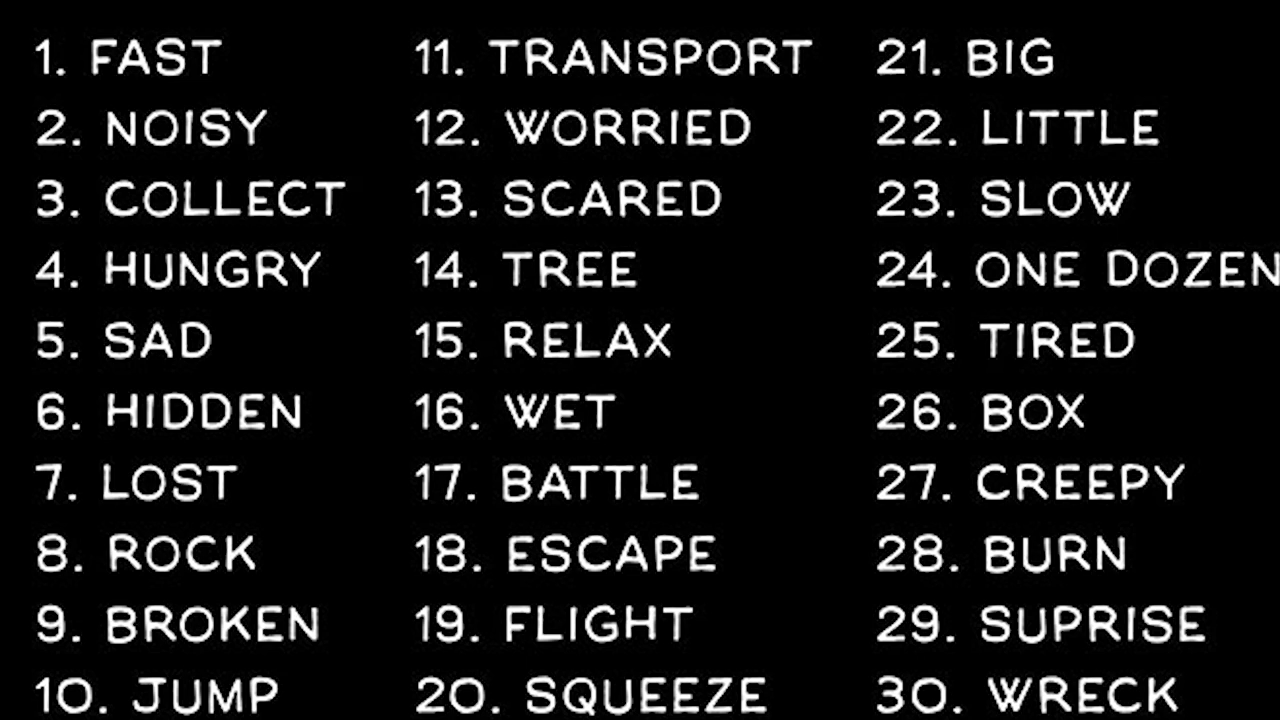 1. FAST
2. NOISY
3. COLLECT
4. HUNGRY
5. SAD
6. HIDDEN
7. LOST
8. ROCK
9. BROKEN
10. JUMP
11. TRANSPORT
12. WORRIED
13. SCARED
14. TREE
15. RELAX
16. WET
17. BATTLE
18. ESCAPE
19. FLIGHT
20. SQUEEZE
21. BIG
22. LITTLE
23. SLOW
24. ONE DOZEN
25. TIRED
26. BOX
27. CREEPY
28. BURN
29. SUPRISE
30. WRECK